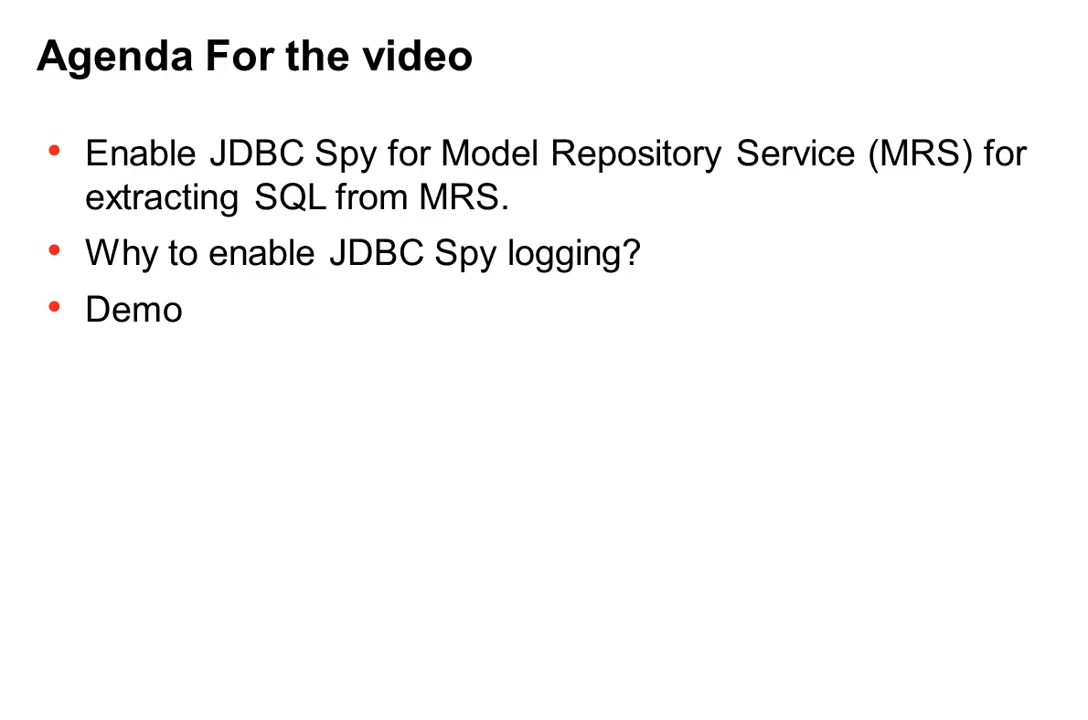 Agenda For the video
• Enable JDBC Spy for Model Repository Service (MRS) for
extracting SQL from MRS.
• Why to enable JDBC Spy logging?
• Demo